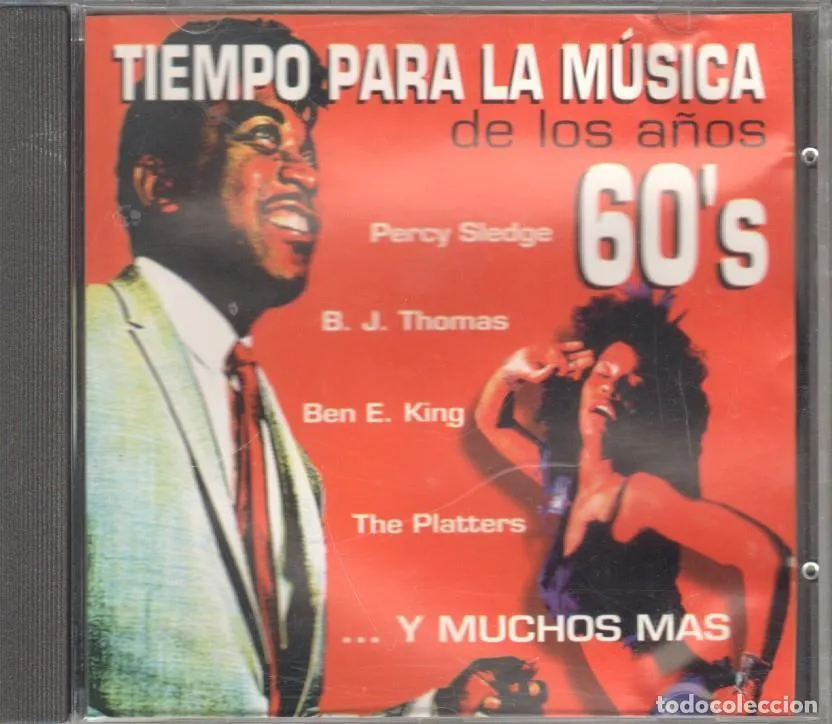 TIEMPO PARA LA MÚSICA
de los años
60's
Percy Sledge
B. J. Thomas
Ben E. King
The Platters
... Y MUCHOS MAS
todocoleccion